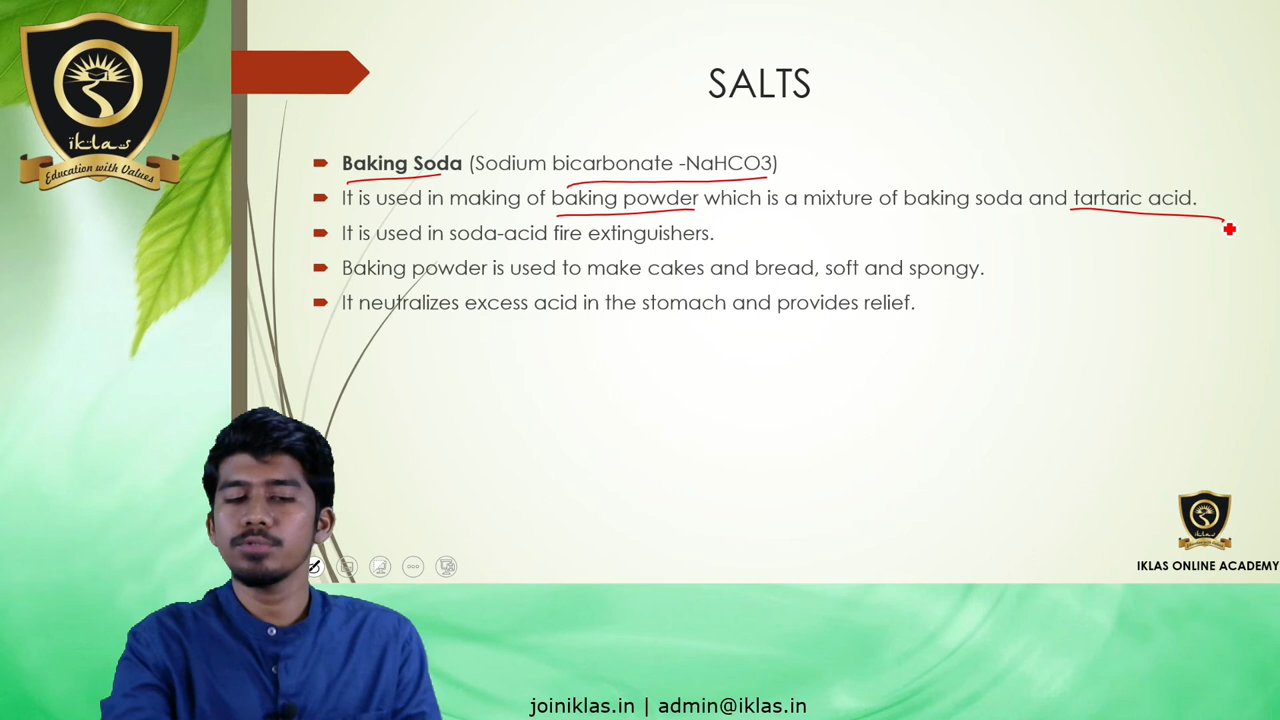 iklas
Education with Values
SALTS
Baking Soda (Sodium bicarbonate -NaHCO3)
It is used in making of baking powder which is a mixture of baking soda and tartaric acid.
It is used in soda-acid fire extinguishers.
Baking powder is used to make cakes and bread, soft and spongy.
It neutralizes excess acid in the stomach and provides relief.
IKLAS ONLINE ACADEMY
joiniklas.in | admin@iklas.in